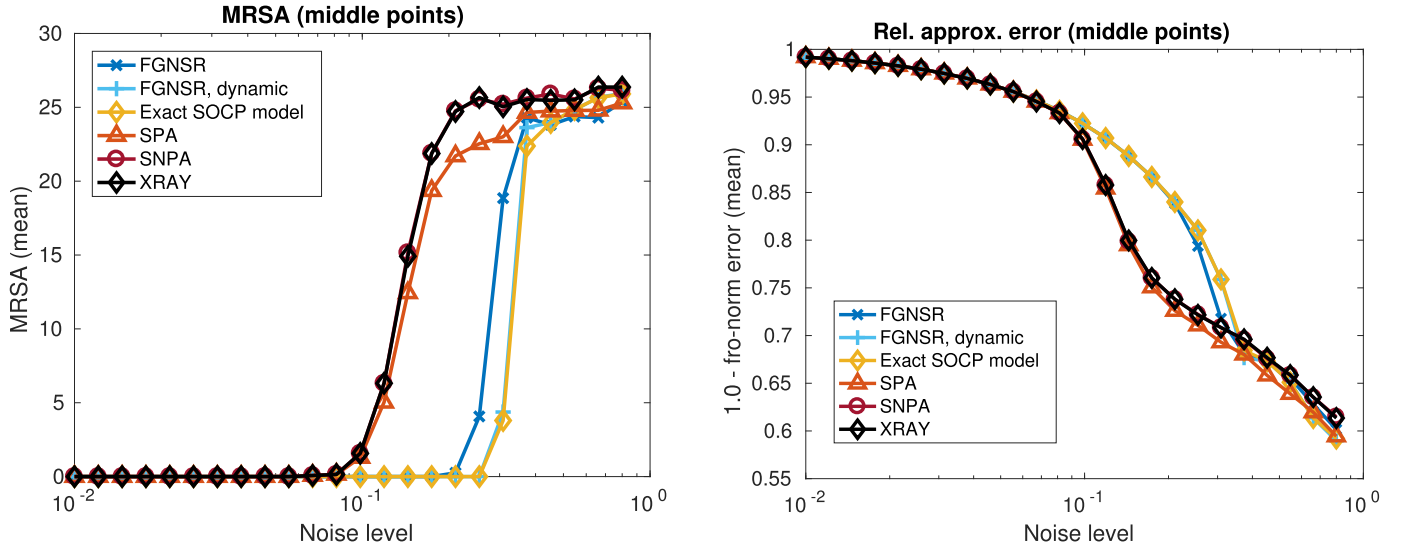 MRSA (middle points)
30
25
20
15
10
5
0
MRSA (mean)
FGNSR
FGNSR, dynamic
Exact SOCP model
SPA
SNPA
XRAY
10^-2
10^-1
10^0
Noise level
Rel. approx. error (middle points)
1
0.95
0.9
0.85
0.8
0.75
0.7
0.65
0.6
0.55
1.0 - fro-norm error (mean)
FGNSR
FGNSR, dynamic
Exact SOCP model
SPA
SNPA
XRAY
10^-2
10^-1
10^0
Noise level